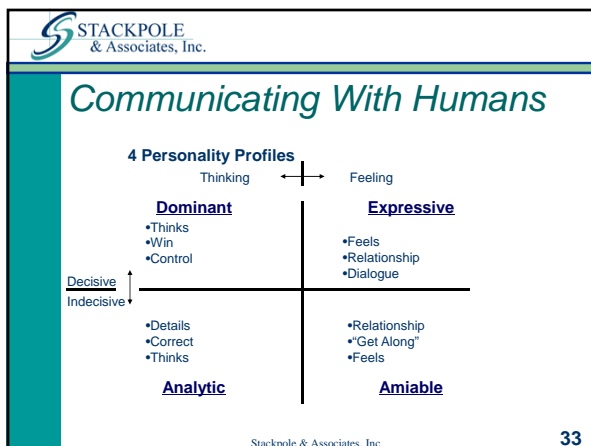 STACKPOLE
& Associates, Inc.
Communicating With Humans
4 Personality Profiles
Thinking Feeling
Dominant
•Thinks
•Win
•Control
Expressive
•Feels
•Relationship
•Dialogue
Decisive
Indecisive
•Details
•Correct
•Thinks
Analytic
•Relationship
•“Get Along”
•Feels
Amiable
Stackpole & Associates, Inc.
33